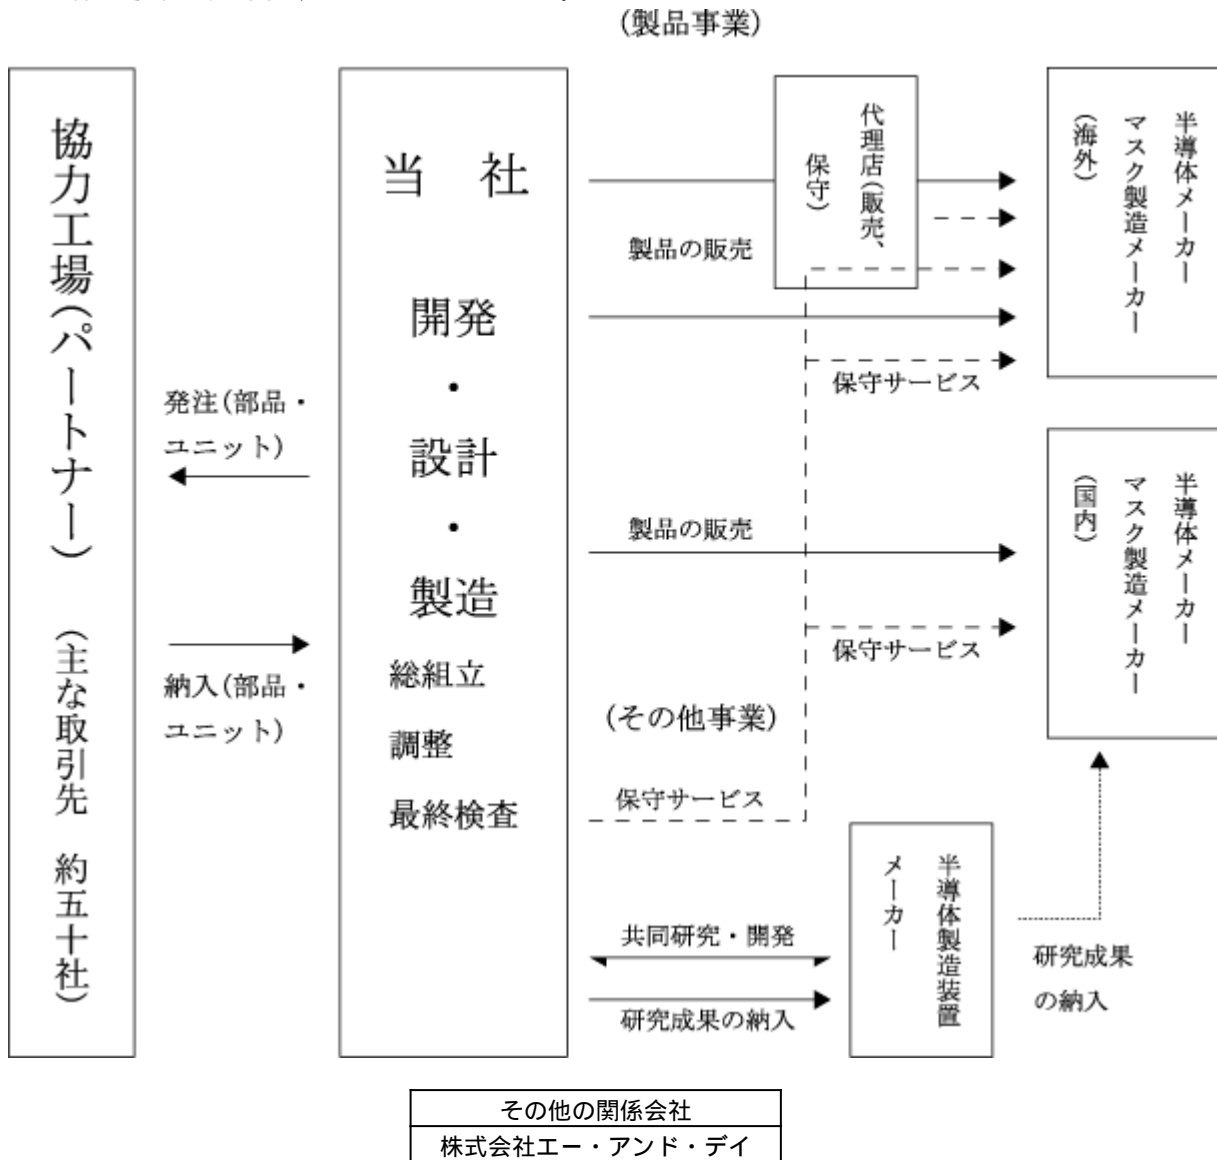 (製品事業)
協力工場(パートナー) (主な取引先 約五十社)
発注(部品・
ユニット)
納入(部品・
ユニット)
当 社
開発
・
設計
・
製造
総組立
調整
最終検査
代理店(販売、
保守)
製品の販売
保守サービス
半導体メーカー
マスク製造メーカー
(海外)
製品の販売
保守サービス
半導体メーカー
マスク製造メーカー
(国内)
(その他事業)
保守サービス
共同研究・開発
研究成果の納入
半導体製造装置
メーカー
研究成果
の納入
その他の関係会社
株式会社エー・アンド・デイ